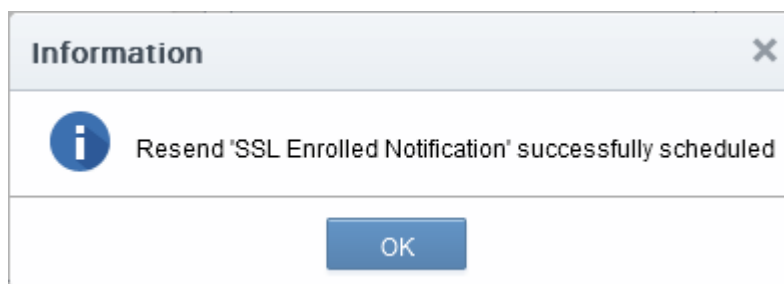 Information
Resend 'SSL Enrolled Notification' successfully scheduled
OK